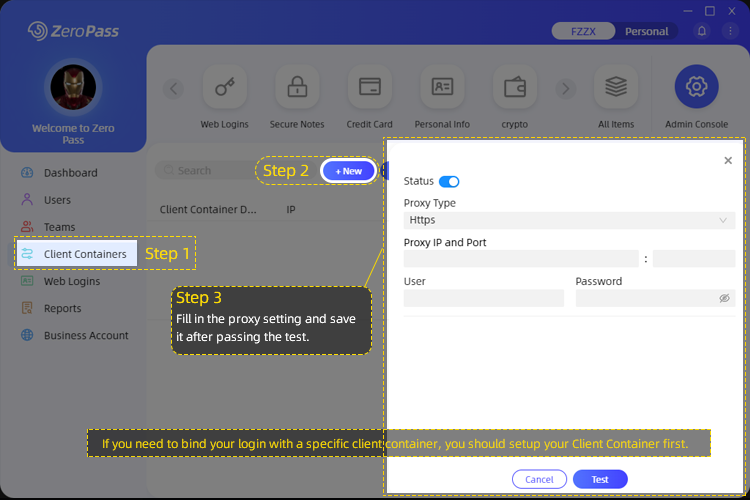 ZeroPass
FZZX
Personal
Welcome to Zero
Pass
Web Logins
Secure Notes
Credit Card
Personal Info
crypto
All Items
Admin Console
Dashboard
Users
Teams
Client Containers
Step 1
Web Logins
Reports
Business Account
Search
Step 2
+ New
Client Container D...
IP
Step 3
Fill in the proxy setting and save
it after passing the test.
Status
Proxy Type
Https
Proxy IP and Port
:
User
Password
If you need to bind your login with a specific client container, you should setup your Client Container first.
Cancel
Test